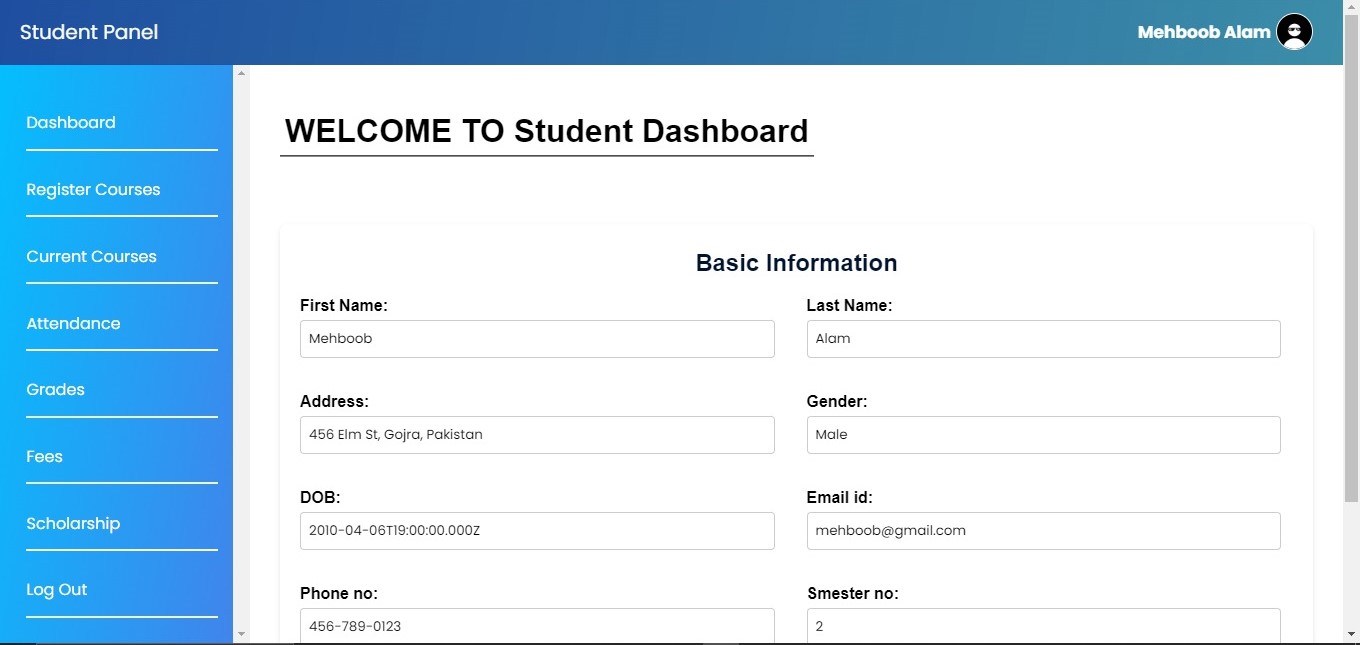 Student Panel
Mehboob Alam
Dashboard
Register Courses
Current Courses
Attendance
Grades
Fees
Scholarship
Log Out
WELCOME TO Student Dashboard
Basic Information
First Name: Last Name:
Mehboob Alam
Address: Gender:
456 Elm St, Gojra, Pakistan Male
DOB: Email id:
2010-04-06T19:00:00.000Z mehboob@gmail.com
Phone no: Smester no:
456-789-0123 2